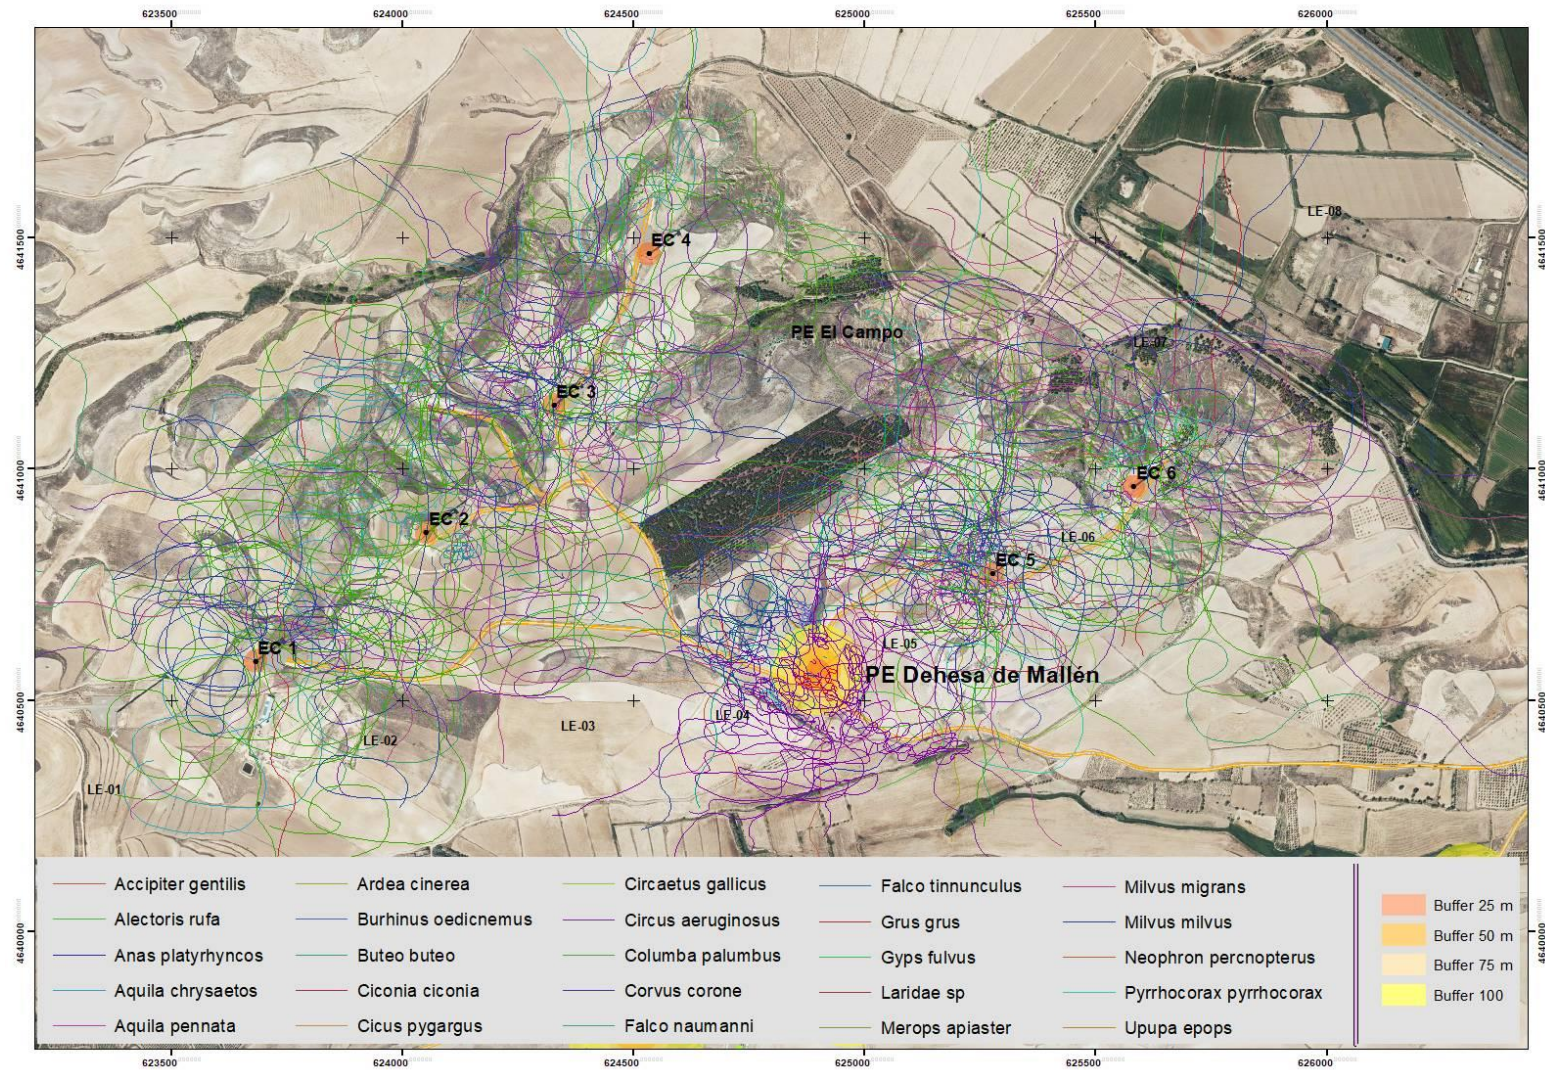 623500 624000 624500 625000 625500 626000
4641500 4641500
4641000 4641000
4640500 4640500
4640000 4640000
LE-08
EC 4
PE El Campo
LE-07
EC 3
EC 6
EC 2
LE-06
EC 5
EC 1
LE-05
PE Dehesa de Mallén
LE-04
LE-03
LE-02
LE-01
Accipiter gentilis
Alectoris rufa
Anas platyrhyncos
Aquila chrysaetos
Aquila pennata
Ardea cinerea
Burhinus oedicnemus
Buteo buteo
Ciconia ciconia
Cicus pygargus
Circaetus gallicus
Circus aeruginosus
Columba palumbus
Corvus corone
Falco naumanni
Falco tinnunculus
Grus grus
Gyps fulvus
Laridae sp
Merops apiaster
Milvus migrans
Milvus milvus
Neophron percnopterus
Pyrrhocorax pyrrhocorax
Upupa epops
Buffer 25 m
Buffer 50 m
Buffer 75 m
Buffer 100
623500 624000 624500 625000 625500 626000